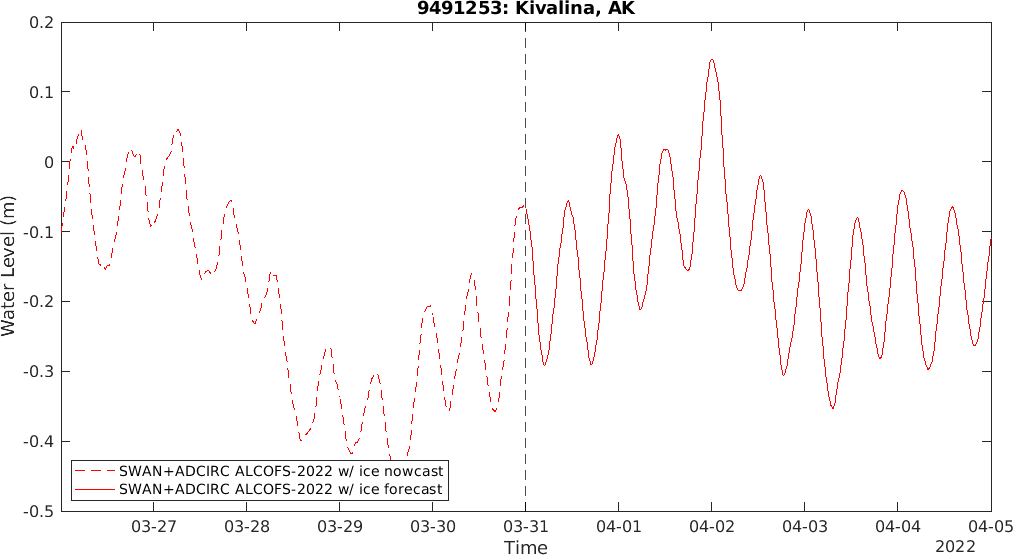 9491253: Kivalina, AK
0.2
0.1
0
-0.1
-0.2
-0.3
-0.4
-0.5
Water Level (m)
SWAN+ADCIRC ALCOFS-2022 w/ ice nowcast
SWAN+ADCIRC ALCOFS-2022 w/ ice forecast
03-27 03-28 03-29 03-30 03-31 04-01 04-02 04-03 04-04 04-05
Time
2022